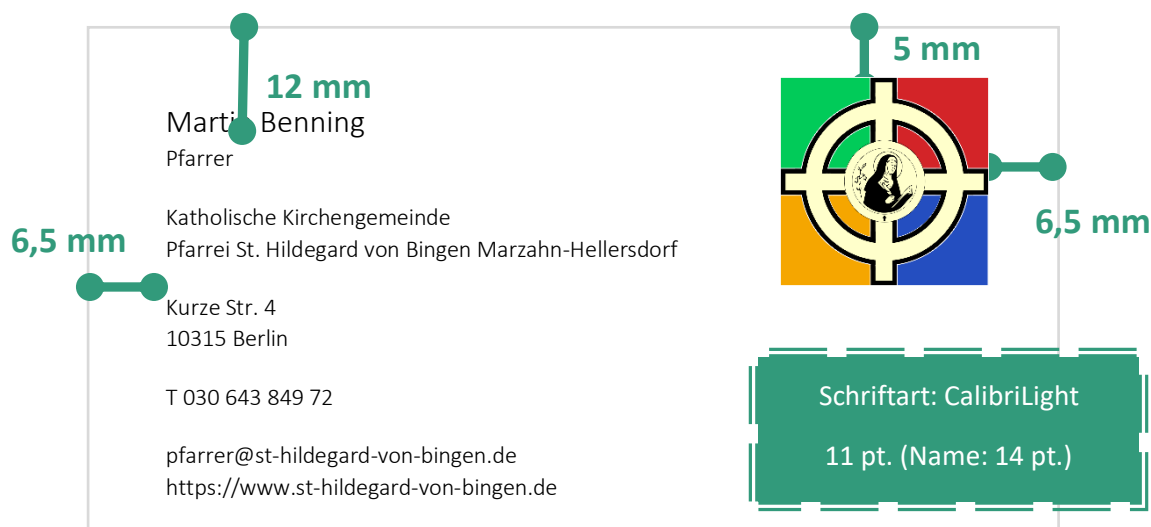 5 mm
12 mm
Martin Benning
Pfarrer
Katholische Kirchengemeinde
Pfarrei St. Hildegard von Bingen Marzahn-Hellersdorf
6,5 mm
6,5 mm
Kurze Str. 4
10315 Berlin
T 030 643 849 72
pfarrer@st-hildegard-von-bingen.de
https://www.st-hildegard-von-bingen.de
Schriftart: CalibriLight
11 pt. (Name: 14 pt.)